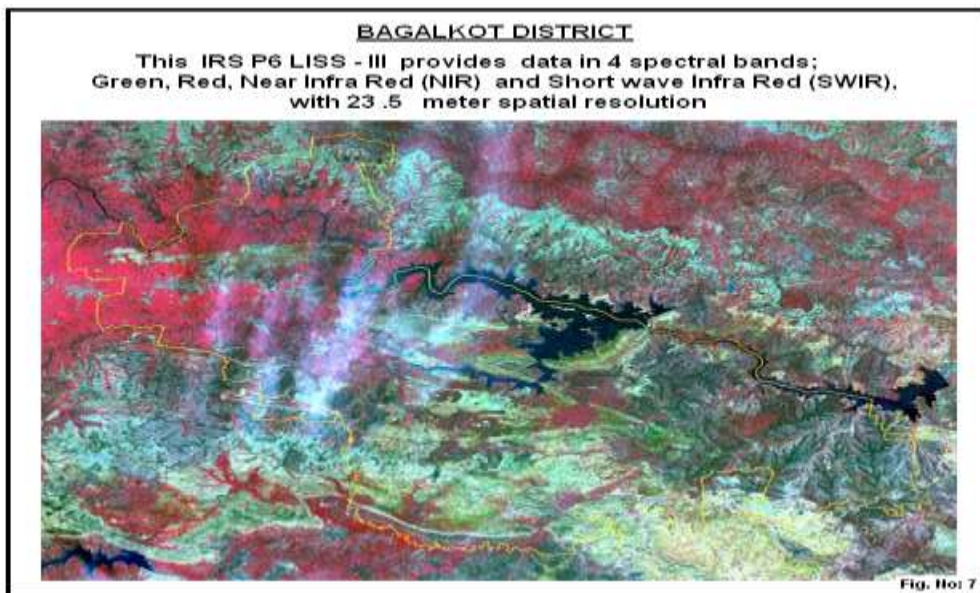 BAGALKOT DISTRICT
This IRS P6 LISS - III provides data in 4 spectral bands;
Green, Red, Near Infra Red (NIR) and Short wave Infra Red (SWIR),
with 23 .5 meter spatial resolution
Fig. No: 7